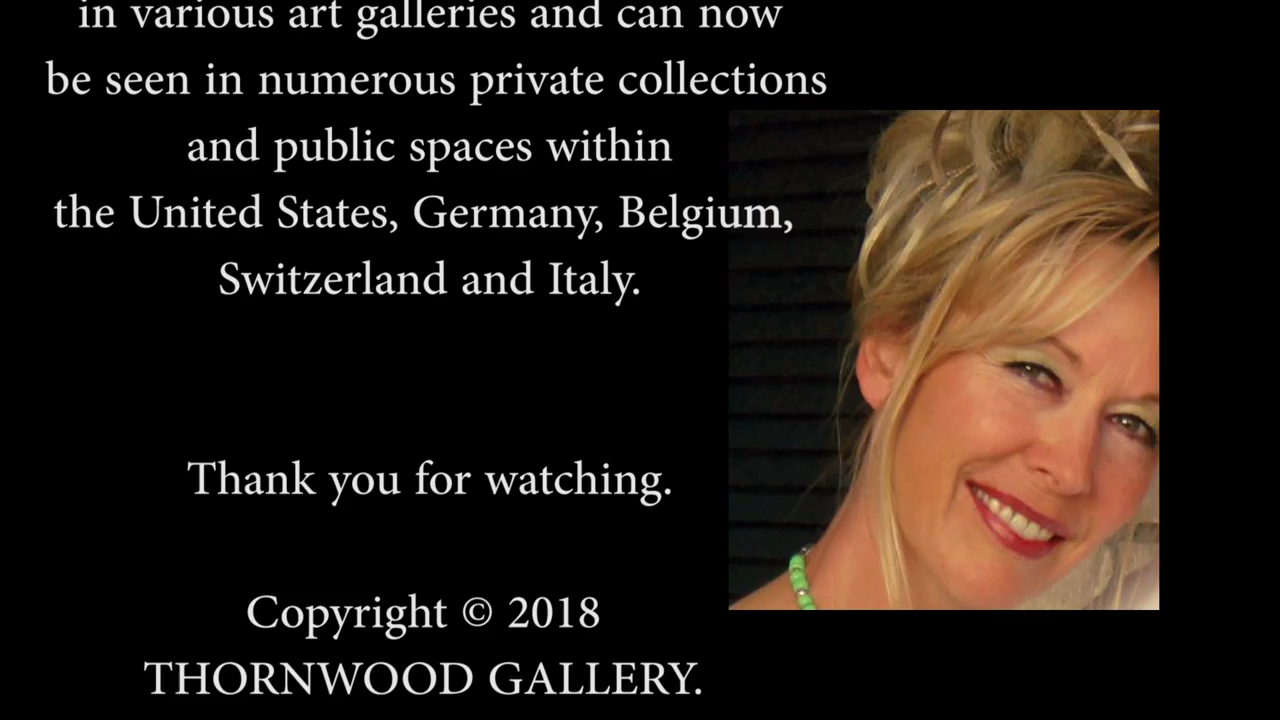 in various art galleries and can now
be seen in numerous private collections
and public spaces within
the United States, Germany, Belgium,
Switzerland and Italy.
Thank you for watching.
Copyright © 2018
THORNWOOD GALLERY.